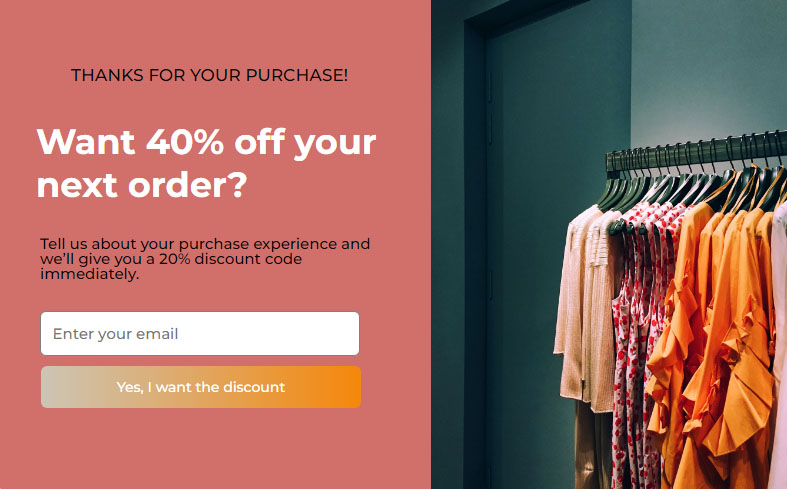 THANKS FOR YOUR PURCHASE!
Want 40% off your
next order?
Tell us about your purchase experience and
we'll give you a 20% discount code
immediately.
Enter your email
Yes, I want the discount